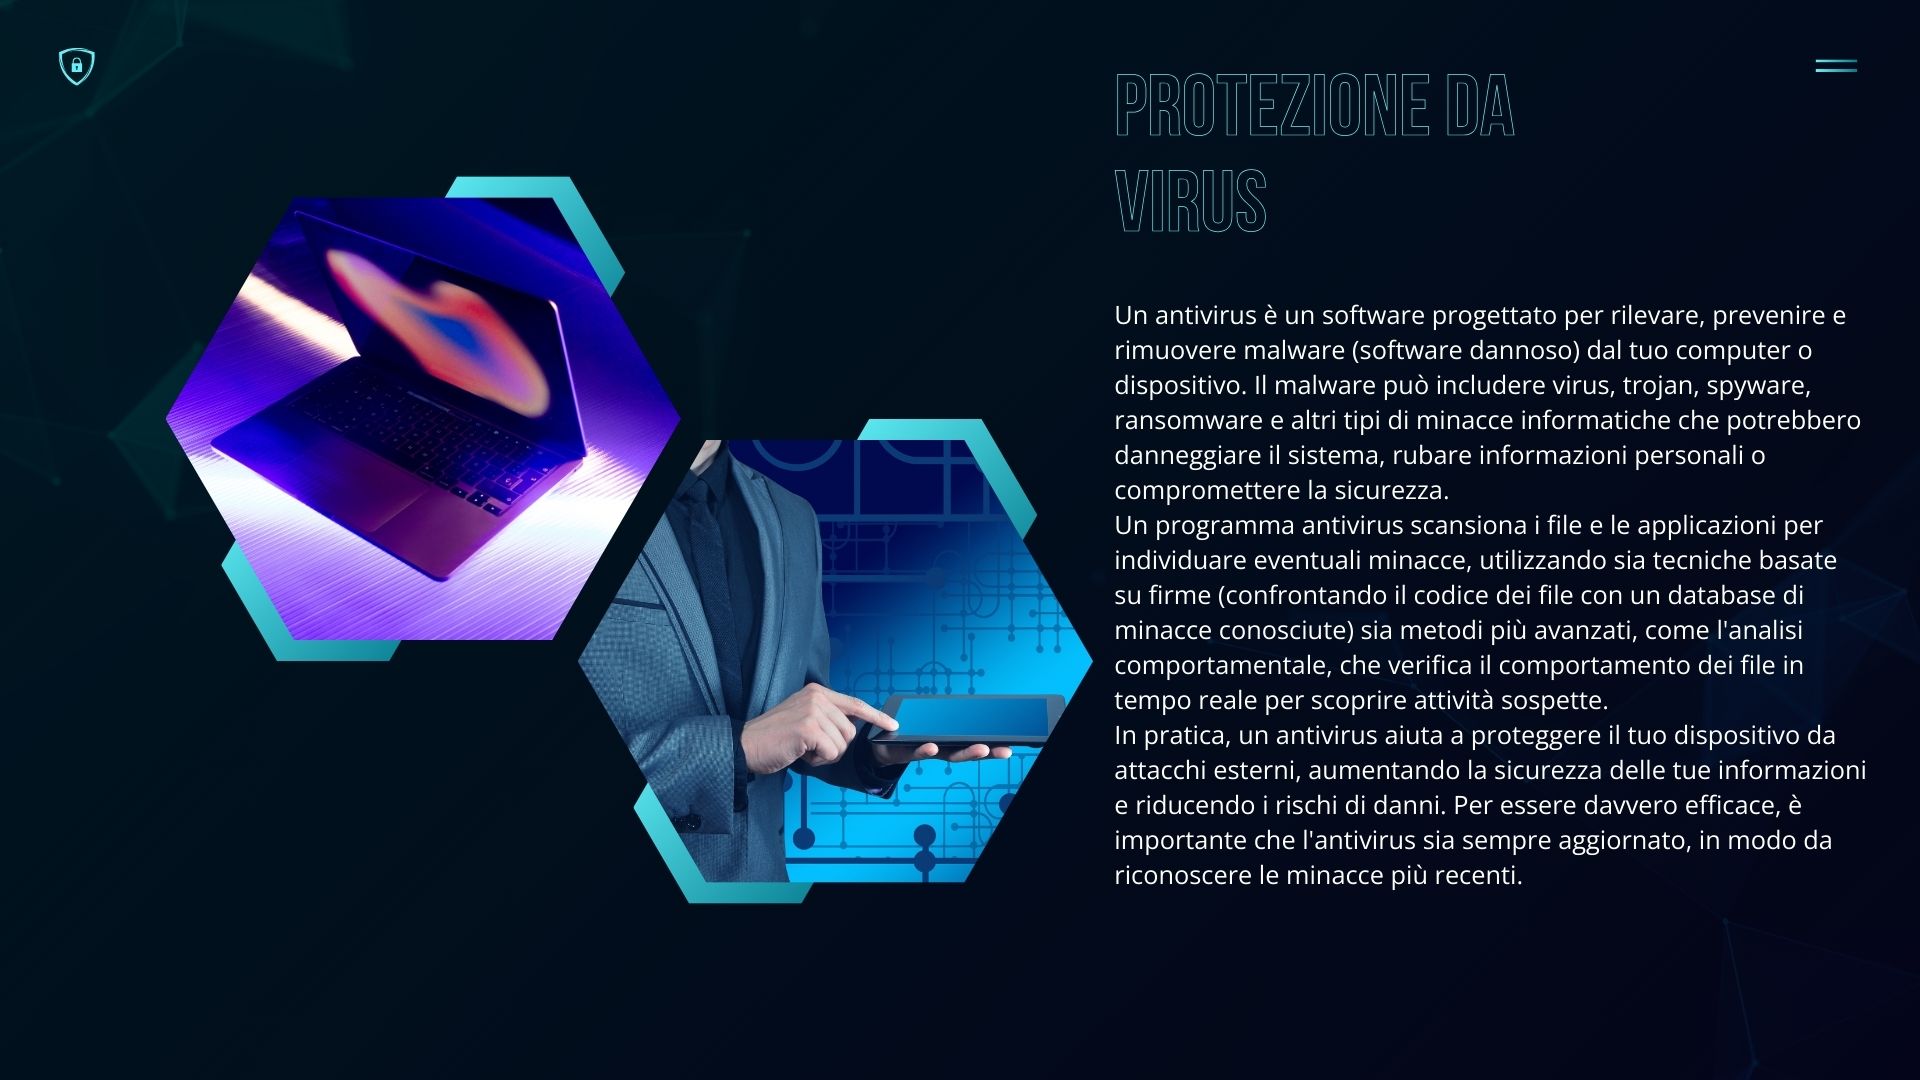 PROTEZIONE DA
VIRUS
Un antivirus è un software progettato per rilevare, prevenire e
rimuovere malware (software dannoso) dal tuo computer o
dispositivo. Il malware può includere virus, trojan, spyware,
ransomware e altri tipi di minacce informatiche che potrebbero
danneggiare il sistema, rubare informazioni personali o
compromettere la sicurezza.
Un programma antivirus scansiona i file e le applicazioni per
individuare eventuali minacce, utilizzando sia tecniche basate
su firme (confrontando il codice dei file con un database di
minacce conosciute) sia metodi più avanzati, come l'analisi
comportamentale, che verifica il comportamento dei file in
tempo reale per scoprire attività sospette.
In pratica, un antivirus aiuta a proteggere il tuo dispositivo da
attacchi esterni, aumentando la sicurezza delle tue informazioni
e riducendo i rischi di danni. Per essere davvero efficace, è
importante che l'antivirus sia sempre aggiornato, in modo da
riconoscere le minacce più recenti.